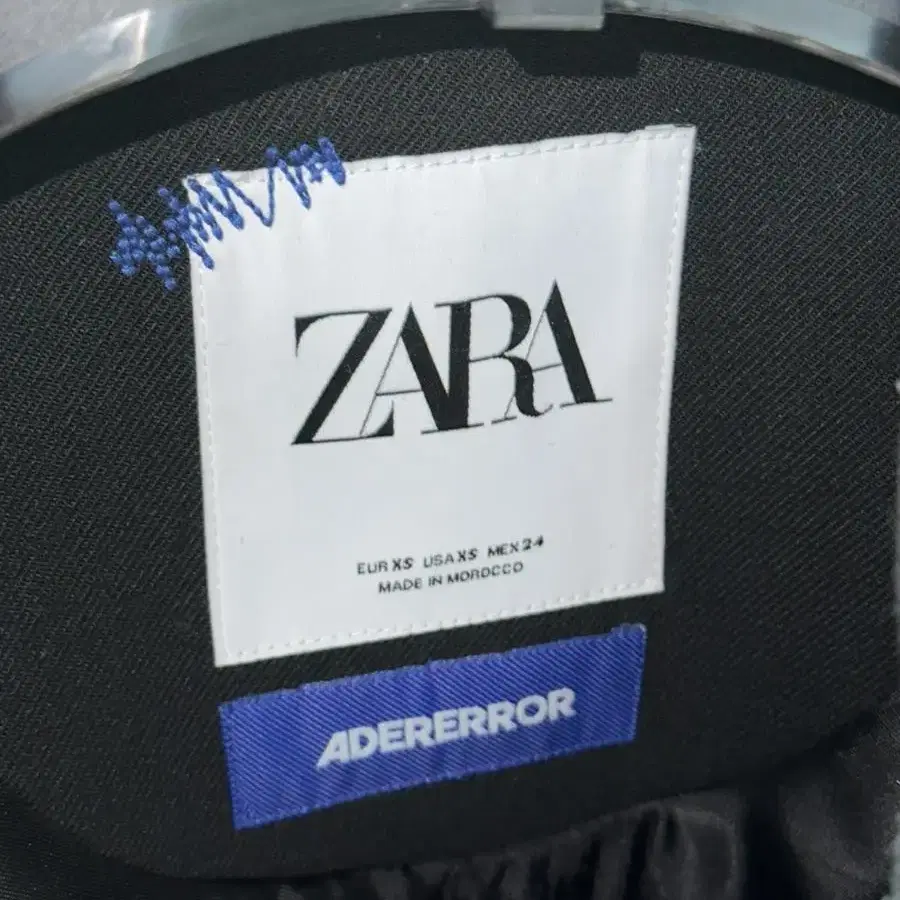 ZARA
EUR XS USA XS MEX 24
MADE IN MOROCCO
ADERERROR